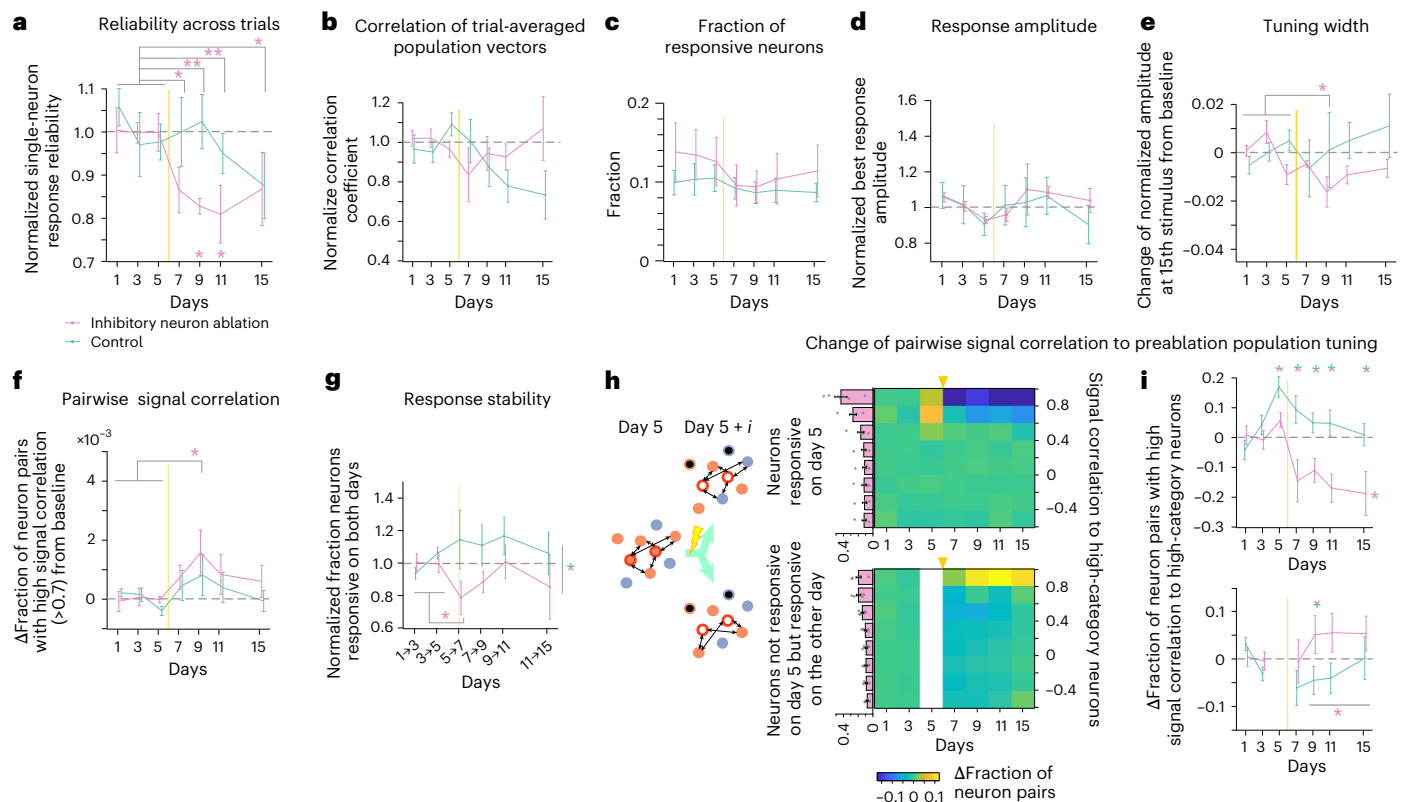 a
Reliability across trials
Normalized single-neuron
response reliability
* ** ** *
1.1
1.0
0.9
0.8
0.7
* *
1 3 5 7 9 11 15
Days
Inhibitory neuron ablation
Control
b
Correlation of trial-averaged
population vectors
Normalized correlation
coefficient
1.2
1.0
0.8
0.6
0.4
1 3 5 7 9 11 15
Days
c
Fraction of
responsive neurons
Fraction
0.2
0.1
0
1 3 5 7 9 11 15
Days
d
Response amplitude
Normalized best response
amplitude
1.6
1.4
1.2
1
0.8
1 3 5 7 9 11 15
Days
e
Tuning width
Change of normalized amplitude
at 15th stimulus from baseline
*
0.02
0
−0.02
−0.04
1 3 5 7 9 11 15
Days
f
Pairwise signal correlation
ΔFraction of neuron pairs
with high signal correlation
(>0.7) from baseline
×10⁻³
*
4
2
0
1 3 5 7 9 11 15
Days
g
Response stability
Normalized fraction neurons
responsive on both days
1.4
1.2
1.0
0.8
0.6
*
*
1→3
3→5
5→7
7→9
9→11
11→15
Days
Change of pairwise signal correlation to preablation population tuning
h
Day 5
Day 5 + i
Neurons
responsive
on day 5
0.8
0.4
0
−0.4
0.4 0
1 3 5 7 9 11 15
Neurons not responsive
on day 5 but responsive
on the other day
0.8
0.4
0
−0.4
0.4 0
1 3 5 7 9 11 15
Days
Signal correlation to high-category neurons
−0.1 0 0.1
ΔFraction of
neuron pairs
i
ΔFraction of neuron pairs with high
signal correlation to high-category neurons
* * * * *
0.2
0.1
0
−0.1
−0.2
−0.3
*
1 3 5 7 9 11 15
Days
*
0.1
0
−0.1
*
1 3 5 7 9 11 15
Days